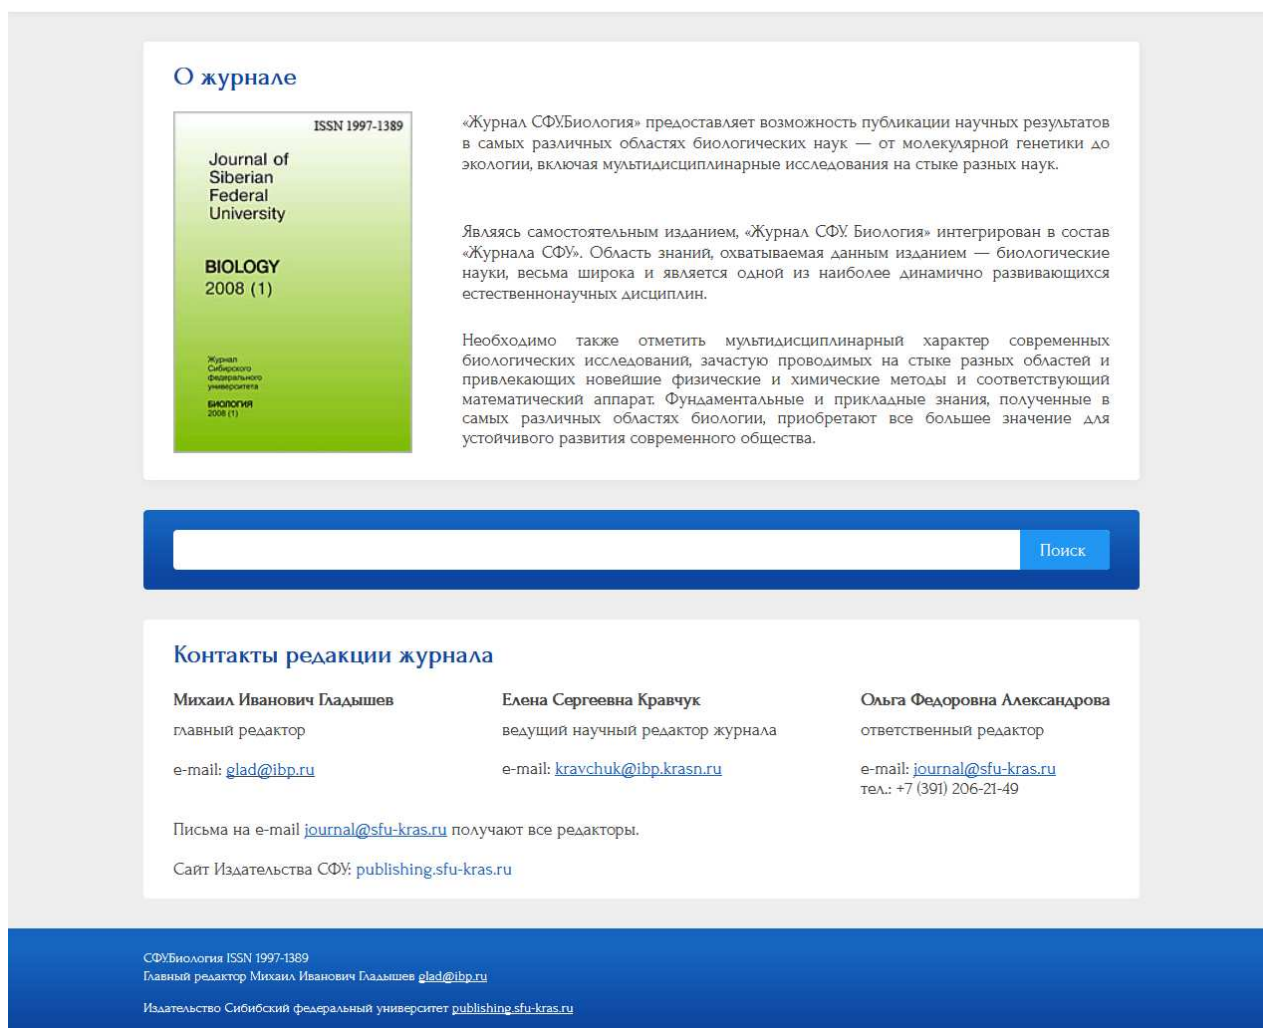 О журнале
ISSN 1997-1389
Journal of
Siberian
Federal
University
BIOLOGY
2008 (1)
Журнал
Сибирского
федерального
университета
БИОЛОГИЯ
2008 (1)
«Журнал СФУ.Биология» предоставляет возможность публикации научных результатов
в самых различных областях биологических наук — от молекулярной генетики до
экологии, включая мультидисциплинарные исследования на стыке разных наук.
Являясь самостоятельным изданием, «Журнал СФУ. Биология» интегрирован в состав
«Журнала СФУ». Область знаний, охватываемая данным изданием — биологические
науки, весьма широка и является одной из наиболее динамично развивающихся
естественнонаучных дисциплин.
Необходимо также отметить мультидисциплинарный характер современных
биологических исследований, зачастую проводимых на стыке разных областей и
привлекающих новейшие физические и химические методы и соответствующий
математический аппарат. Фундаментальные и прикладные знания, полученные в
самых различных областях биологии, приобретают все большее значение для
устойчивого развития современного общества.
Поиск
Контакты редакции журнала
Михаил Иванович Гладышев
главный редактор
e-mail: glad@ibp.ru
Елена Сергеевна Кравчук
ведущий научный редактор журнала
e-mail: kravchuk@ibp.krasn.ru
Ольга Федоровна Александрова
ответственный редактор
e-mail: journal@sfu-kras.ru
тел.: +7 (391) 206-21-49
Письма на e-mail journal@sfu-kras.ru получают все редакторы.
Сайт Издательства СФУ: publishing.sfu-kras.ru
СФУ.Биология ISSN 1997-1389
Главный редактор Михаил Иванович Гладышев glad@ibp.ru
Издательство Сибибский федеральный университет publishing.sfu-kras.ru